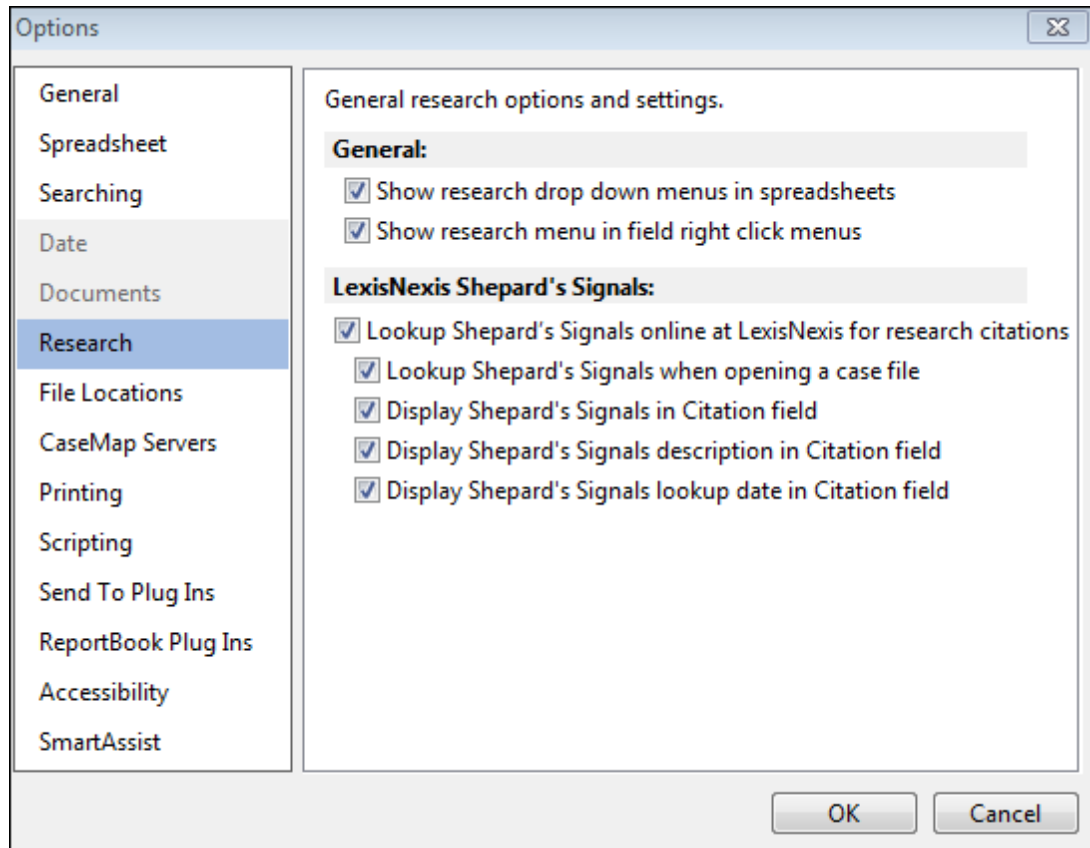 Options
General
Spreadsheet
Searching
Date
Documents
Research
File Locations
CaseMap Servers
Printing
Scripting
Send To Plug Ins
ReportBook Plug Ins
Accessibility
SmartAssist
General research options and settings.
General:
Show research drop down menus in spreadsheets
Show research menu in field right click menus
LexisNexis Shepard's Signals:
Lookup Shepard's Signals online at LexisNexis for research citations
Lookup Shepard's Signals when opening a case file
Display Shepard's Signals in Citation field
Display Shepard's Signals description in Citation field
Display Shepard's Signals lookup date in Citation field
OK
Cancel